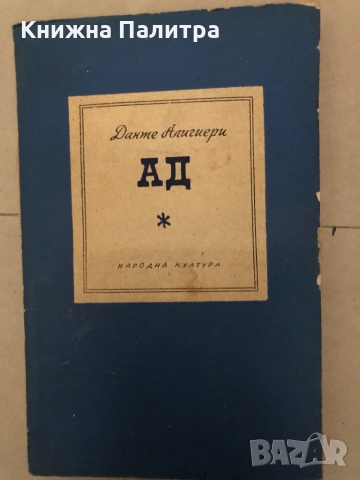 Книжна Палитра
Данте Алигиери
АД
*
НАРОДНА КУЛТУРА
BAZAR